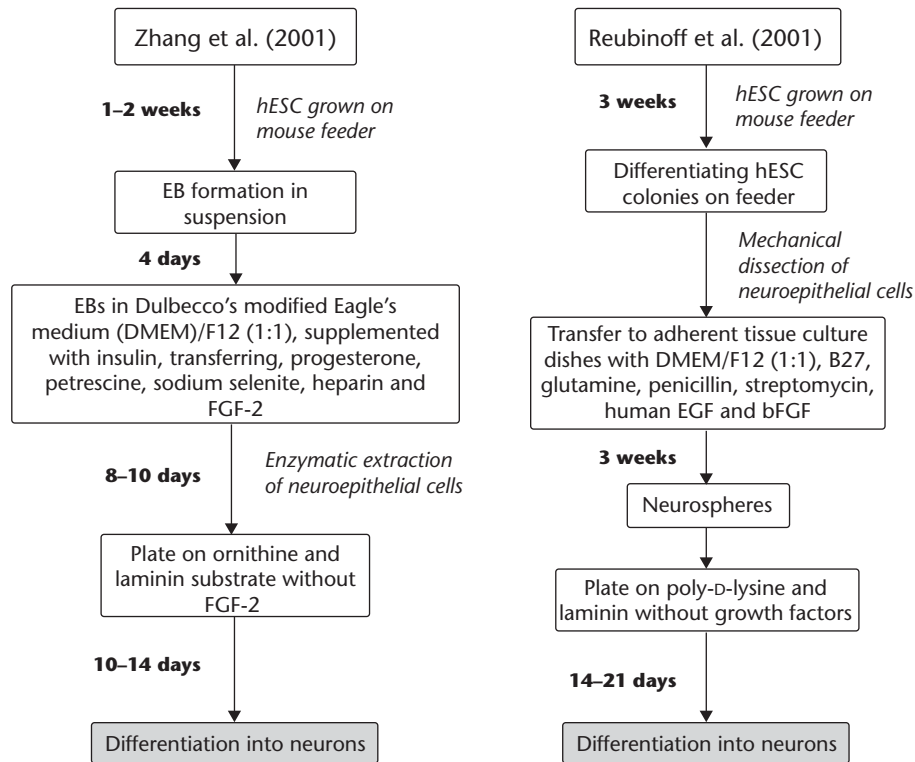 Zhang et al. (2001)
1–2 weeks
hESC grown on
mouse feeder
EB formation in
suspension
4 days
EBs in Dulbecco’s modified Eagle’s
medium (DMEM)/F12 (1:1), supplemented
with insulin, transferring, progesterone,
petrescine, sodium selenite, heparin and
FGF-2
8–10 days
Enzymatic extraction
of neuroepithelial cells
Plate on ornithine and
laminin substrate without
FGF-2
10–14 days
Differentiation into neurons
Reubinoff et al. (2001)
3 weeks
hESC grown on
mouse feeder
Differentiating hESC
colonies on feeder
Mechanical
dissection of
neuroepithelial cells
Transfer to adherent tissue culture
dishes with DMEM/F12 (1:1), B27,
glutamine, penicillin, streptomycin,
human EGF and bFGF
3 weeks
Neurospheres
Plate on poly-D-lysine and
laminin without growth factors
14–21 days
Differentiation into neurons